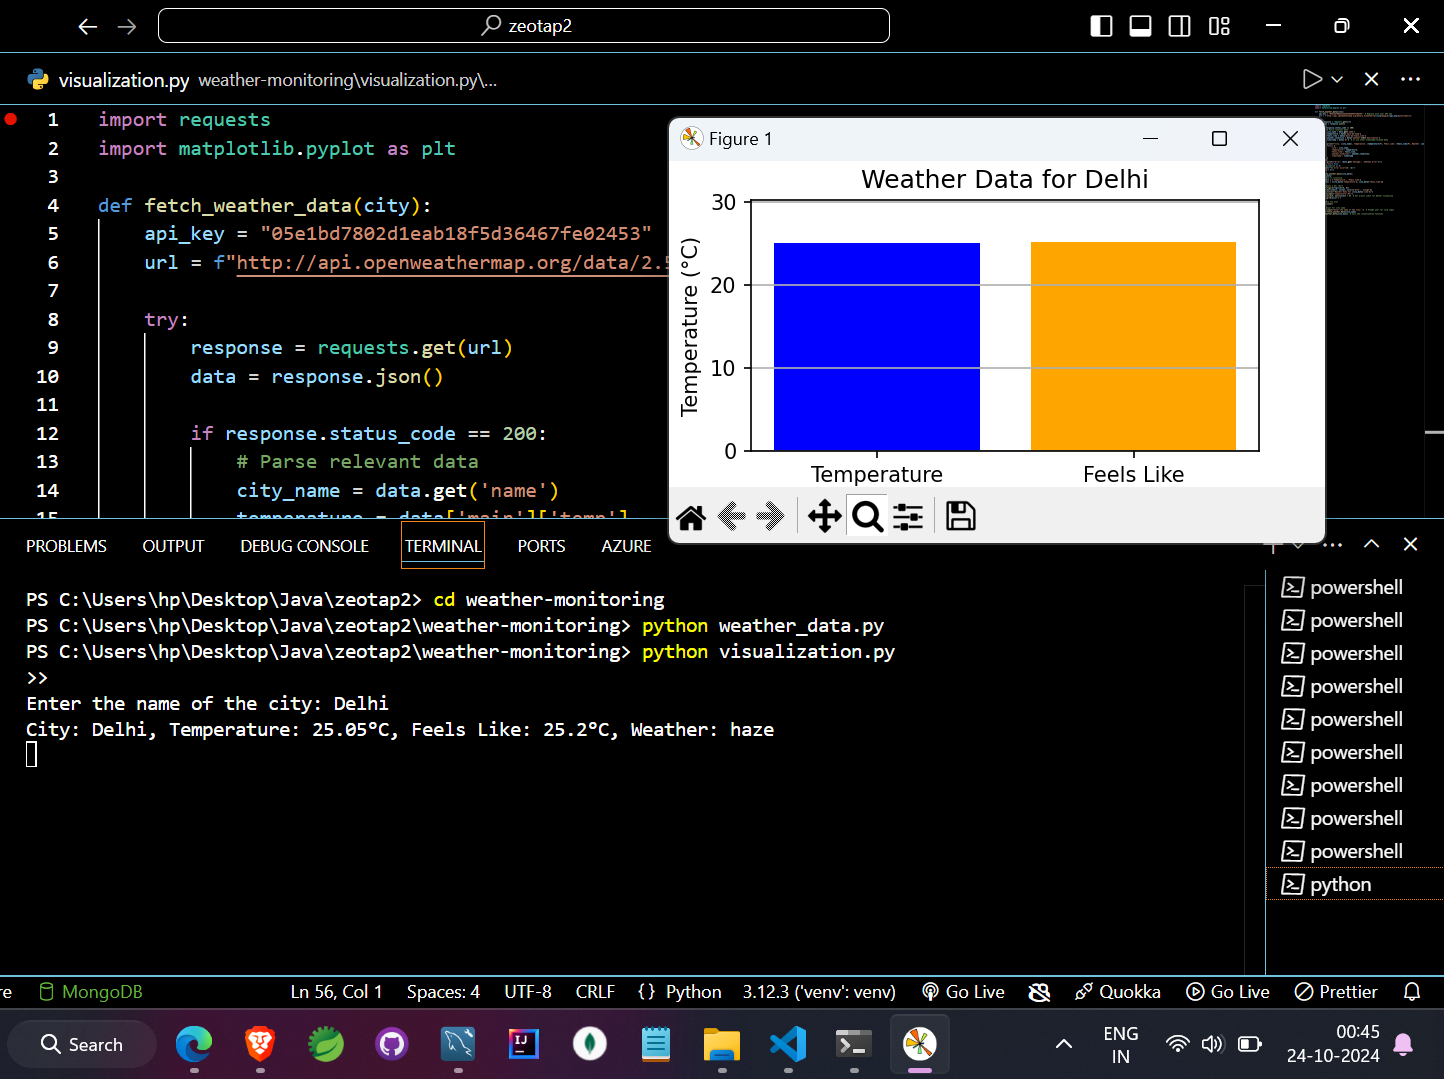 zeotap2
visualization.py weather-monitoring\visualization.py\...
1 import requests
2 import matplotlib.pyplot as plt
3
4 def fetch_weather_data(city):
5 api_key = "05e1bd7802d1eab18f5d36467fe02453"
6 url = f"http://api.openweathermap.org/data/2.5
7
8 try:
9 response = requests.get(url)
10 data = response.json()
11
12 if response.status_code == 200:
13 # Parse relevant data
14 city_name = data.get('name')
15 temperature = data['main']['temp']
Figure 1
Weather Data for Delhi
Temperature (°C)
30
20
10
0
Temperature Feels Like
PROBLEMS OUTPUT DEBUG CONSOLE TERMINAL PORTS AZURE
PS C:\Users\hp\Desktop\Java\zeotap2> cd weather-monitoring
PS C:\Users\hp\Desktop\Java\zeotap2\weather-monitoring> python weather_data.py
PS C:\Users\hp\Desktop\Java\zeotap2\weather-monitoring> python visualization.py
>>
Enter the name of the city: Delhi
City: Delhi, Temperature: 25.05°C, Feels Like: 25.2°C, Weather: haze
powershell
powershell
powershell
powershell
powershell
powershell
powershell
powershell
powershell
python
re MongoDB Ln 56, Col 1 Spaces: 4 UTF-8 CRLF {} Python 3.12.3 ('venv': venv) Go Live Quokka Go Live Prettier
Search
IJ
ENG
IN
00:45
24-10-2024